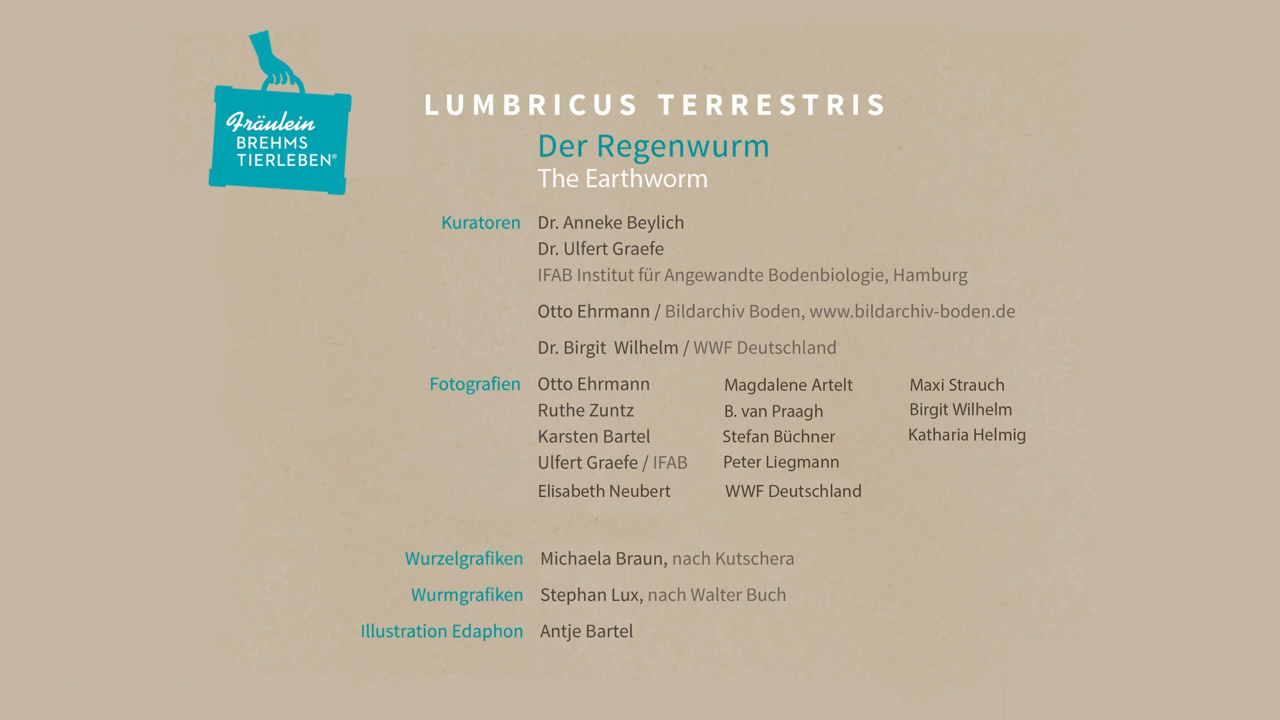 Fräulein
BREHMS
TIERLEBEN®
LUMBRICUS TERRESTRIS
Der Regenwurm
The Earthworm
Kuratoren Dr. Anneke Beylich
Dr. Ulfert Graefe
IFAB Institut für Angewandte Bodenbiologie, Hamburg
Otto Ehrmann / Bildarchiv Boden, www.bildarchiv-boden.de
Dr. Birgit Wilhelm / WWF Deutschland
Fotografien Otto Ehrmann Magdalene Artelt Maxi Strauch
Ruthe Zuntz B. van Praagh Birgit Wilhelm
Karsten Bartel Stefan Büchner Katharia Helmig
Ulfert Graefe / IFAB Peter Liegmann
Elisabeth Neubert WWF Deutschland
Wurzelgrafiken Michaela Braun, nach Kutschera
Wurmgrafiken Stephan Lux, nach Walter Buch
Illustration Edaphon Antje Bartel